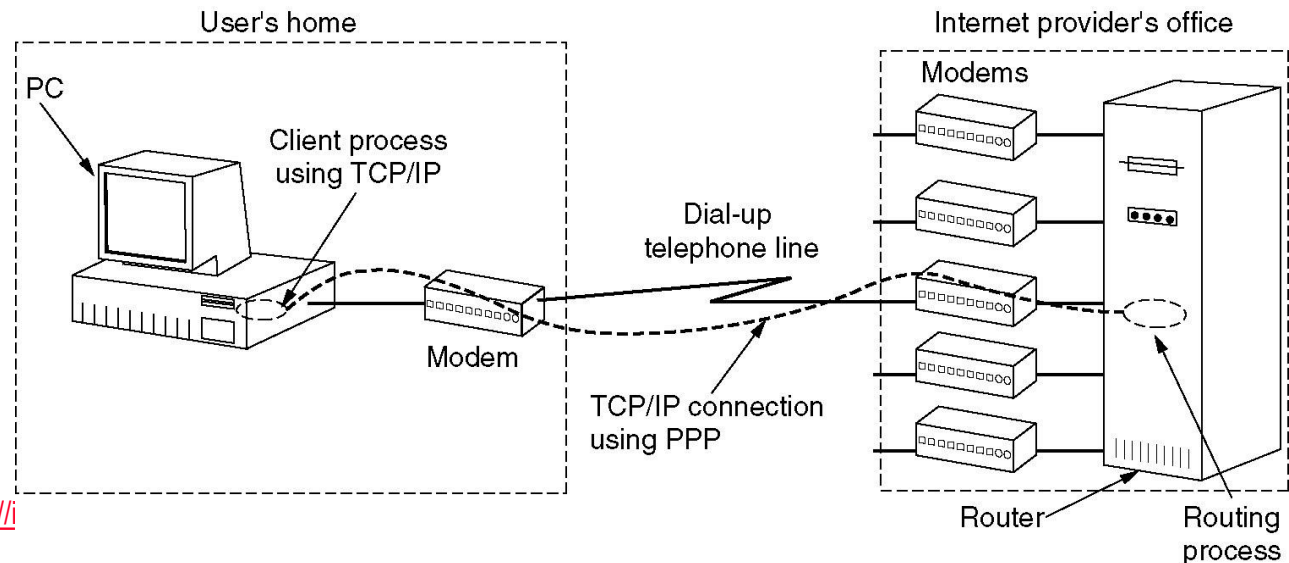 User's home
Internet provider's office
PC
Modems
Client process
using TCP/IP
Dial-up
telephone line
Modem
TCP/IP connection
using PPP
//i
Router
Routing
process